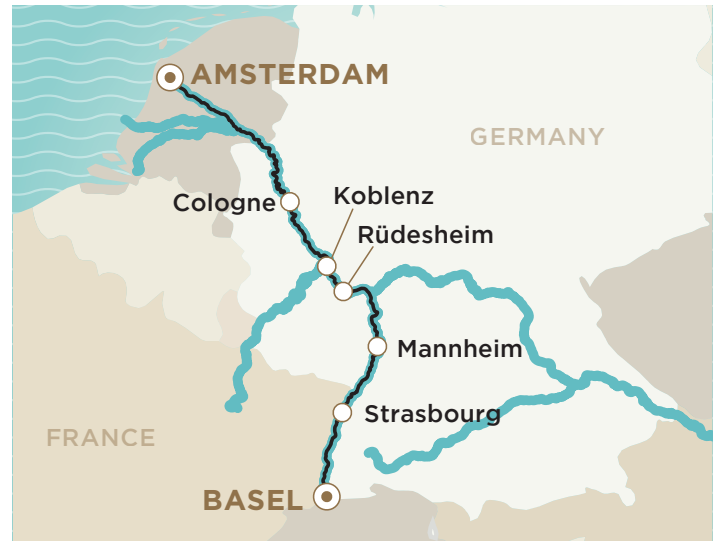 AMSTERDAM
GERMANY
Koblenz
Cologne
Rüdesheim
Mannheim
Strasbourg
FRANCE
BASEL